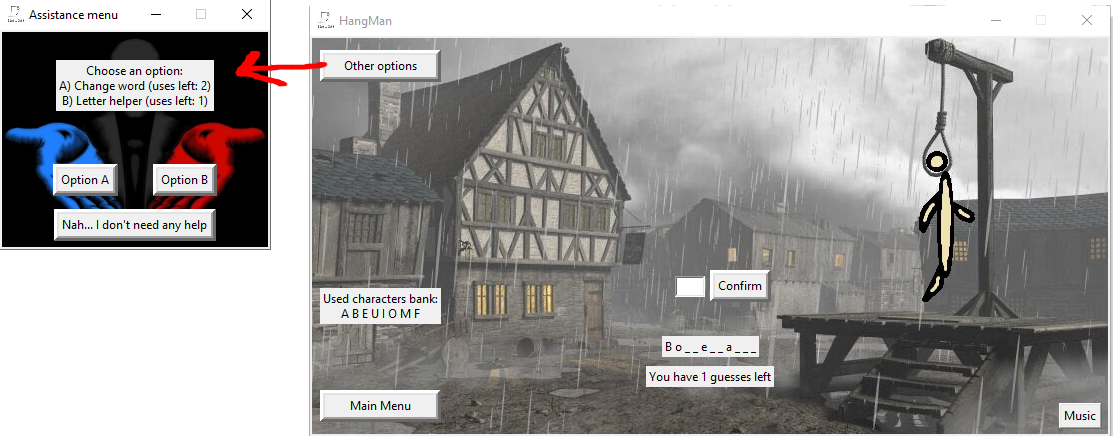 Assistance menu
Choose an option:
A) Change word (uses left: 2)
B) Letter helper (uses left: 1)
Option A
Option B
Nah... I don't need any help
HangMan
Other options
Confirm
Used characters bank:
A B E U I O M F
B o _ _ e _ _ a _ _ _
You have 1 guesses left
Main Menu
Music